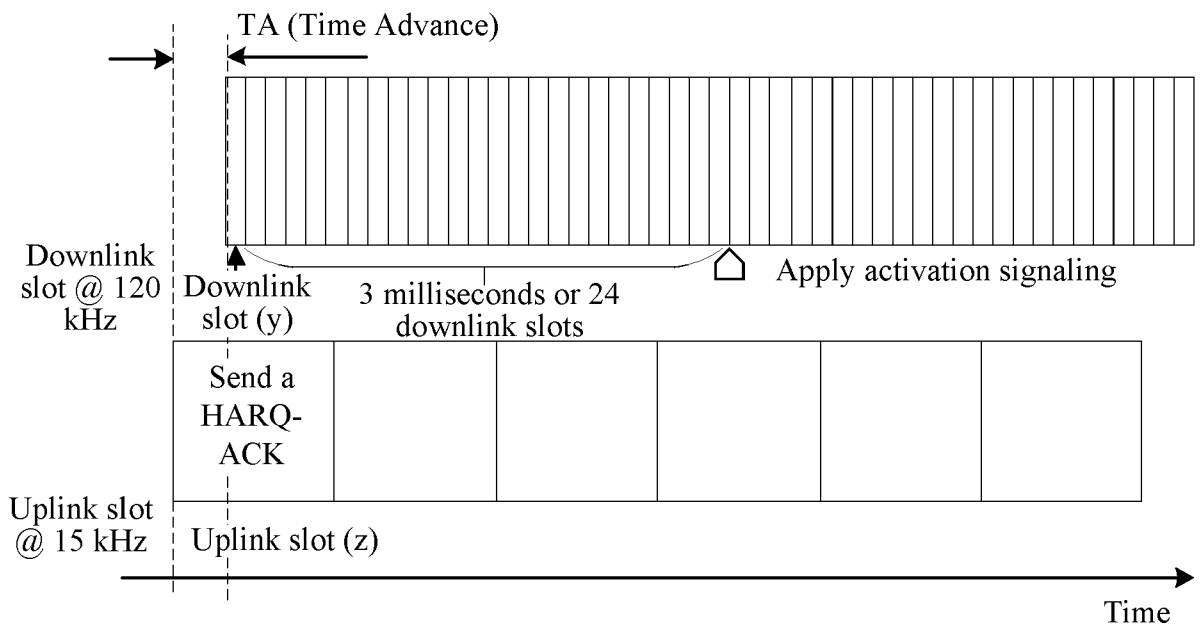 TA (Time Advance)
Downlink
slot @ 120
kHz
Downlink
slot (y)
3 milliseconds or 24
downlink slots
Apply activation signaling
Send a
HARQ-
ACK
Uplink slot
@ 15 kHz
Uplink slot (z)
Time